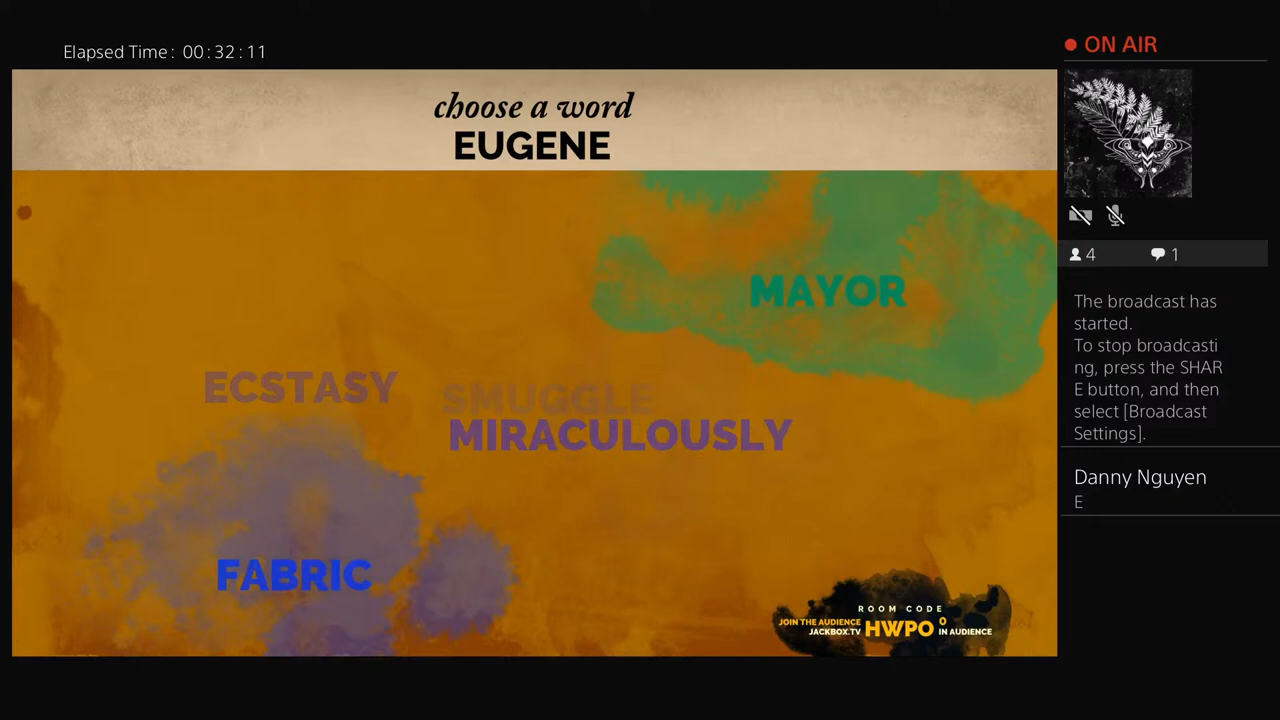 Elapsed Time: 00:32:11
ON AIR
choose a word
EUGENE
4
1
MAYOR
The broadcast has
started.
To stop broadcasti
ng, press the SHAR
E button, and then
select [Broadcast
Settings].
ECSTASY
SMUGGLE
MIRACULOUSLY
Danny Nguyen
E
FABRIC
ROOM CODE
JOIN THE AUDIENCE
JACKBOX.TV
HWPO
0
IN AUDIENCE